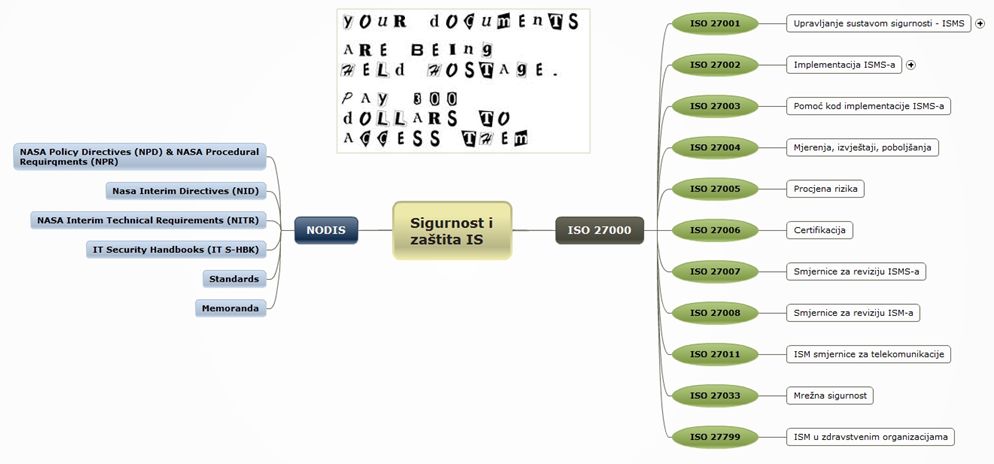 yOUR dOCUMENTS
ARE BEINg
HELd HOSTAgE.
PAY 300
dOLLARS TO
ACCESS THEm
NASA Policy Directives (NPD) & NASA Procedural
Requirqments (NPR)
Nasa Interim Directives (NID)
NASA Interim Technical Requirements (NITR)
IT Security Handbooks (IT S-HBK)
Standards
Memoranda
NODIS
Sigurnost i
zaštita IS
ISO 27000
ISO 27001 Upravljanje sustavom sigurnosti - ISMS
ISO 27002 Implementacija ISMS-a
ISO 27003 Pomoć kod implementacije ISMS-a
ISO 27004 Mjerenja, izvještaji, poboljšanja
ISO 27005 Procjena rizika
ISO 27006 Certifikacija
ISO 27007 Smjernice za reviziju ISMS-a
ISO 27008 Smjernice za reviziju ISM-a
ISO 27011 ISM smjernice za telekomunikacije
ISO 27033 Mrežna sigurnost
ISO 27799 ISM u zdravstvenim organizacijama